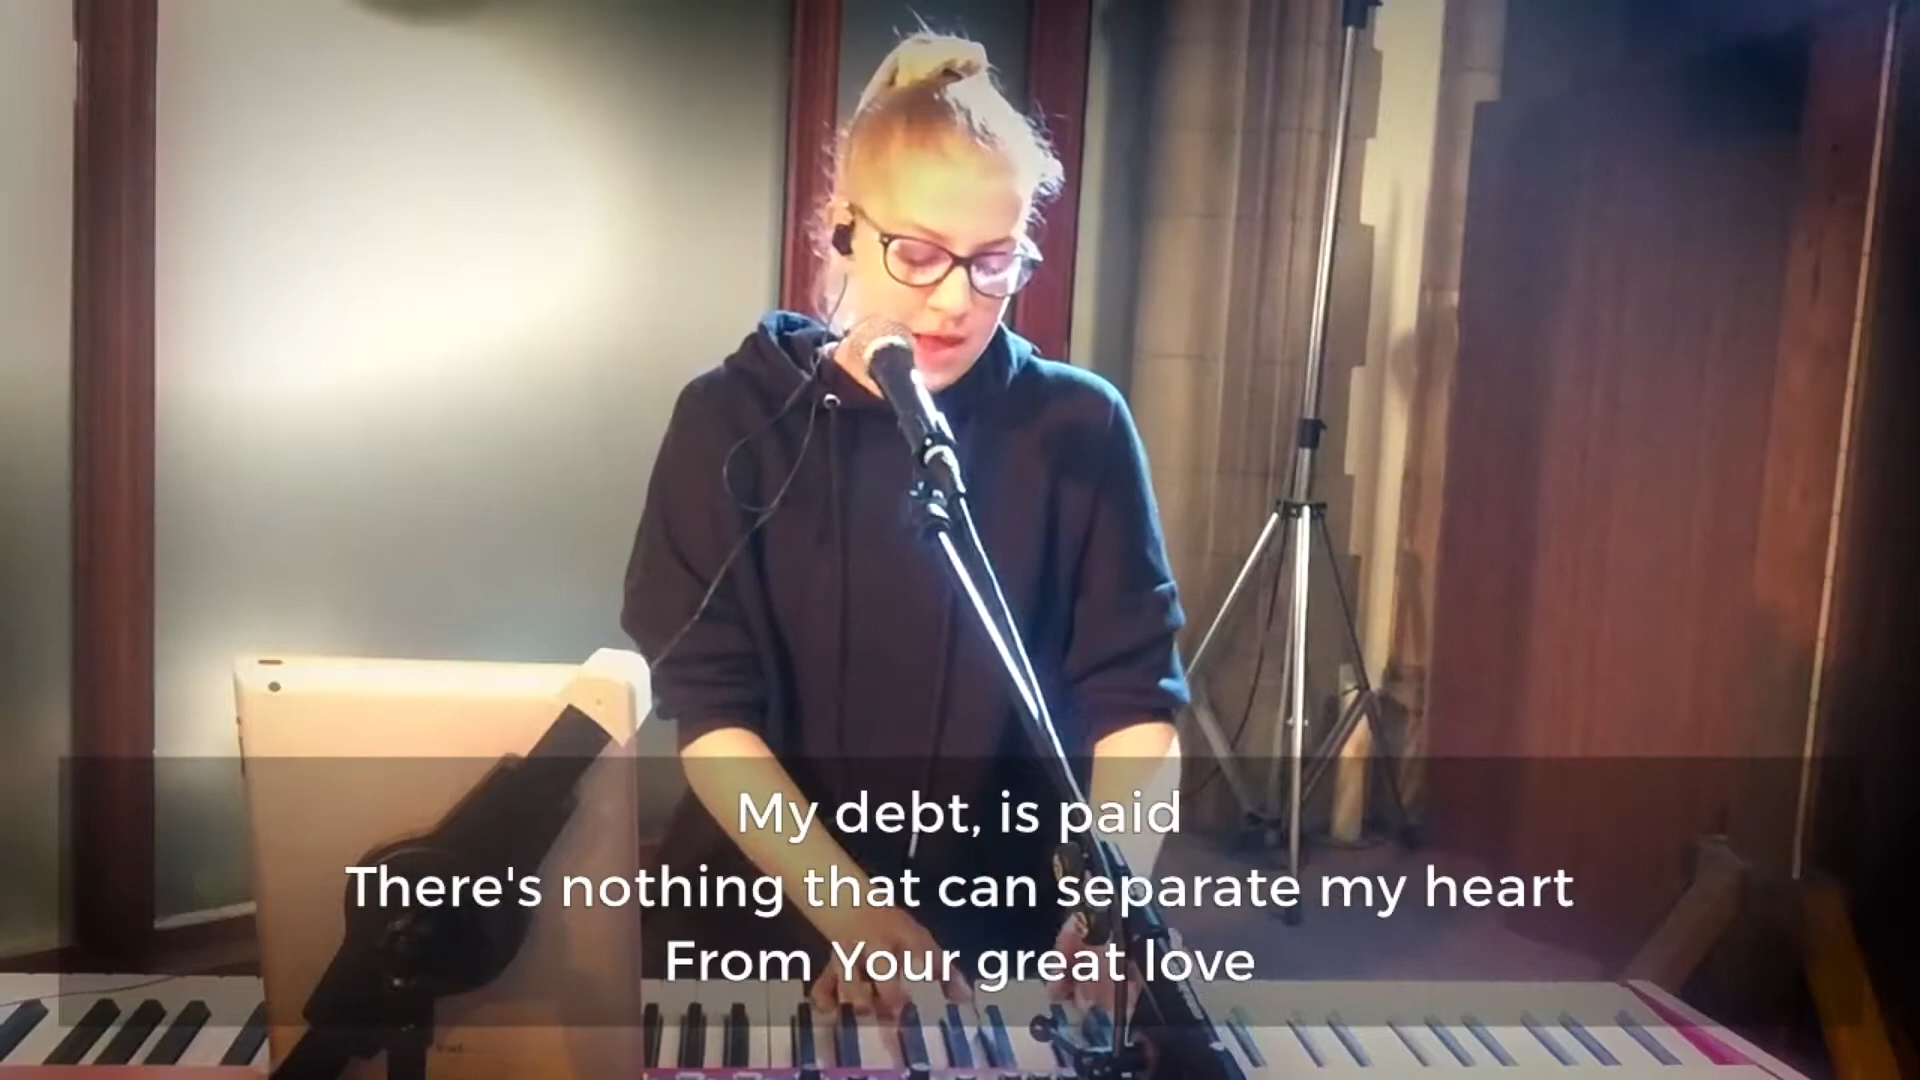 My debt, is paid
There's nothing that can separate my heart
From Your great love